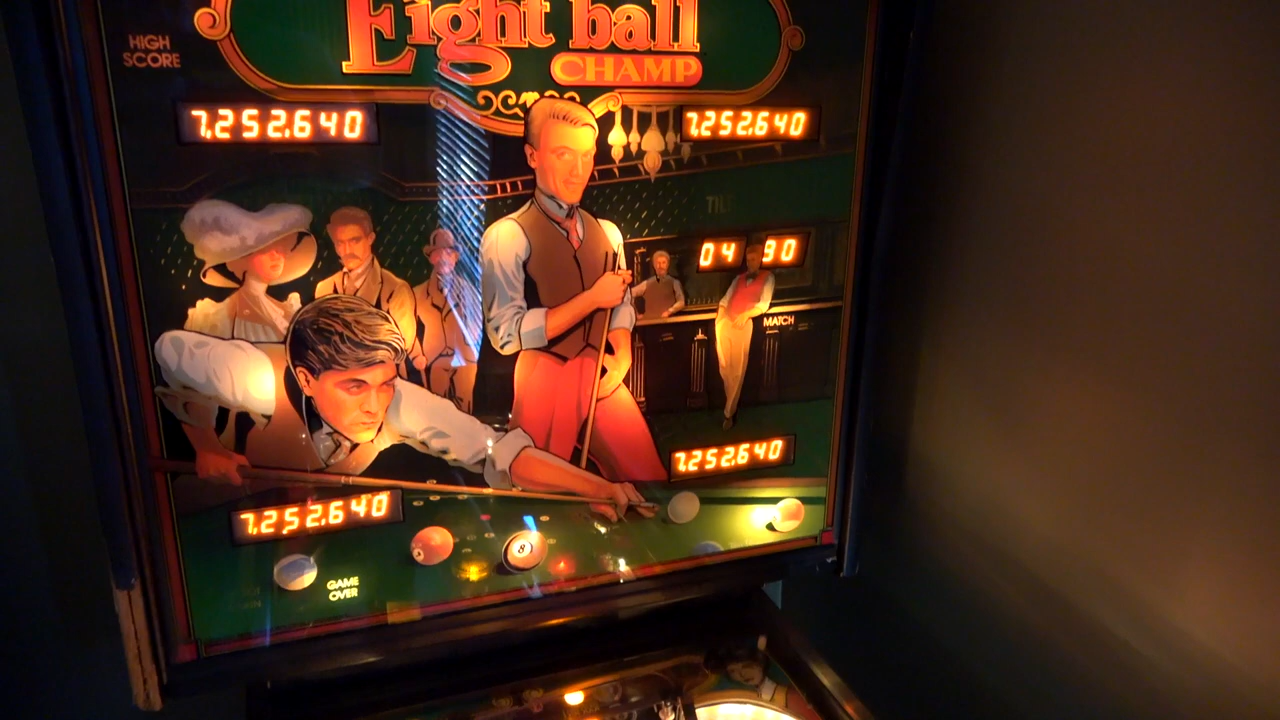 Eight ball
CHAMP
HIGH
SCORE
7,252,640
7,252,640
TILT
04
90
MATCH
7,252,640
7,252,640
8
GAME
OVER